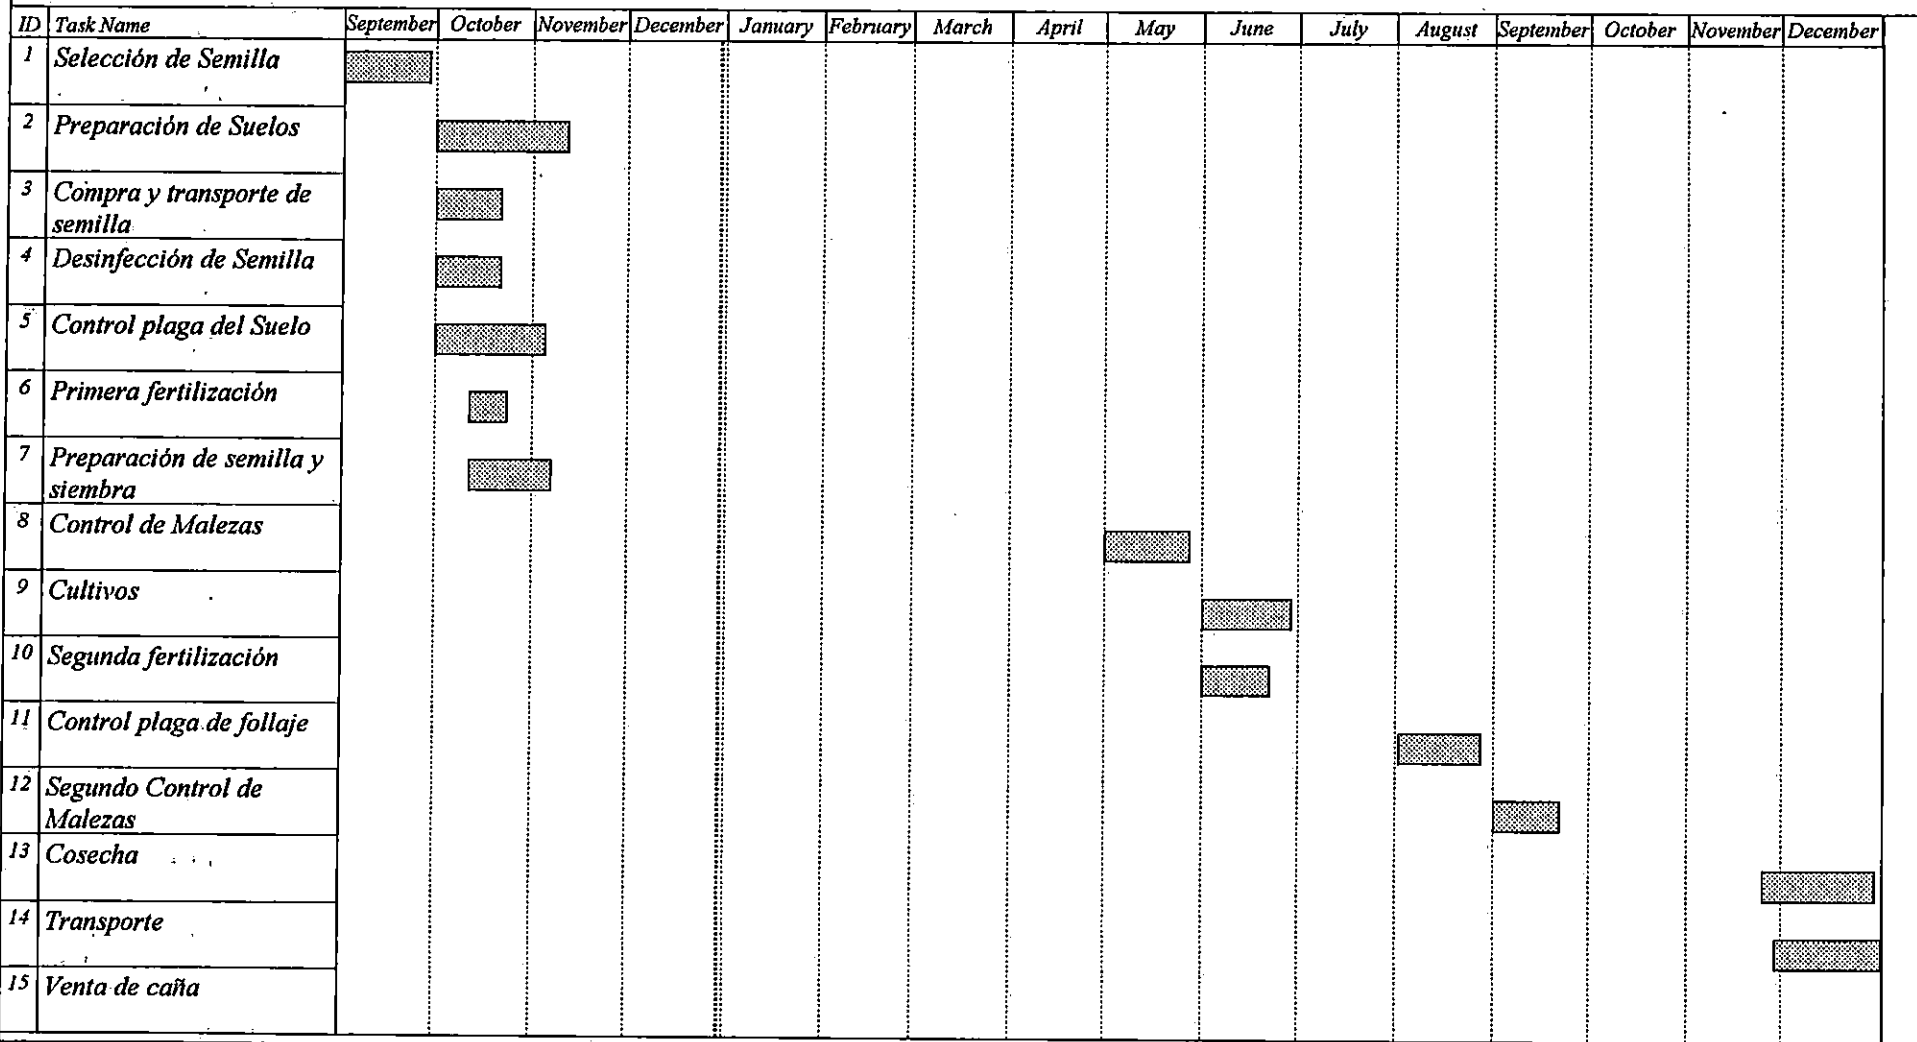 ID Task Name September October November December January February March April May June July August September October November December
1 Selección de Semilla
2 Preparación de Suelos
3 Compra y transporte de
semilla
4 Desinfección de Semilla
5 Control plaga del Suelo
6 Primera fertilización
7 Preparación de semilla y
siembra
8 Control de Malezas
9 Cultivos
10 Segunda fertilización
11 Control plaga de follaje
12 Segundo Control de
Malezas
13 Cosecha
14 Transporte
15 Venta de caña